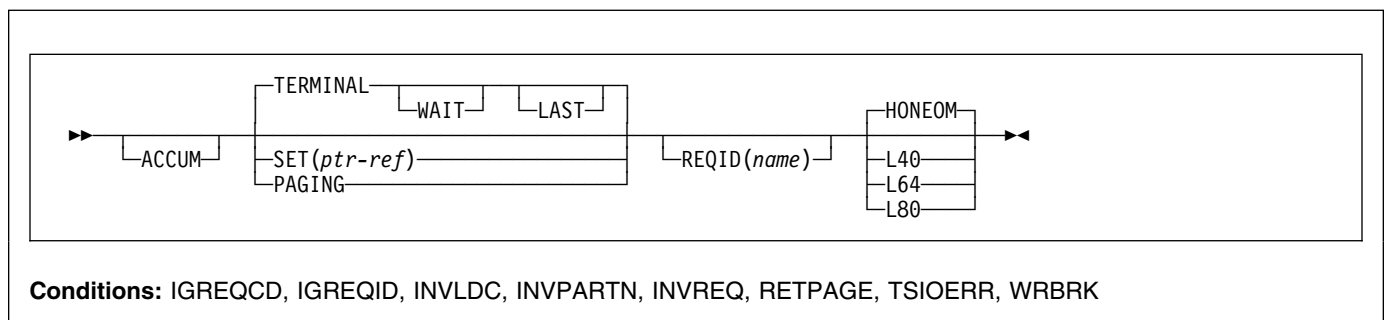 TERMINAL
WAIT LAST HONEOM
ACCUM SET(ptr-ref) REQID(name) L40
PAGING L64
L80
Conditions: IGREQCD, IGREQID, INVLDC, INVPARTN, INVREQ, RETPAGE, TSIOERR, WRBRK